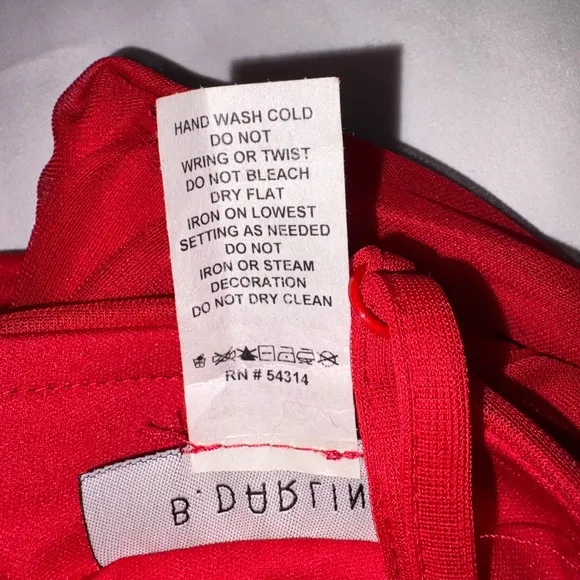 HAND WASH COLD
DO NOT
WRING OR TWIST
DO NOT BLEACH
DRY FLAT
IRON ON LOWEST
SETTING AS NEEDED
DO NOT
IRON OR STEAM
DECORATION
DO NOT DRY CLEAN
RN # 54314
B. DARLIN